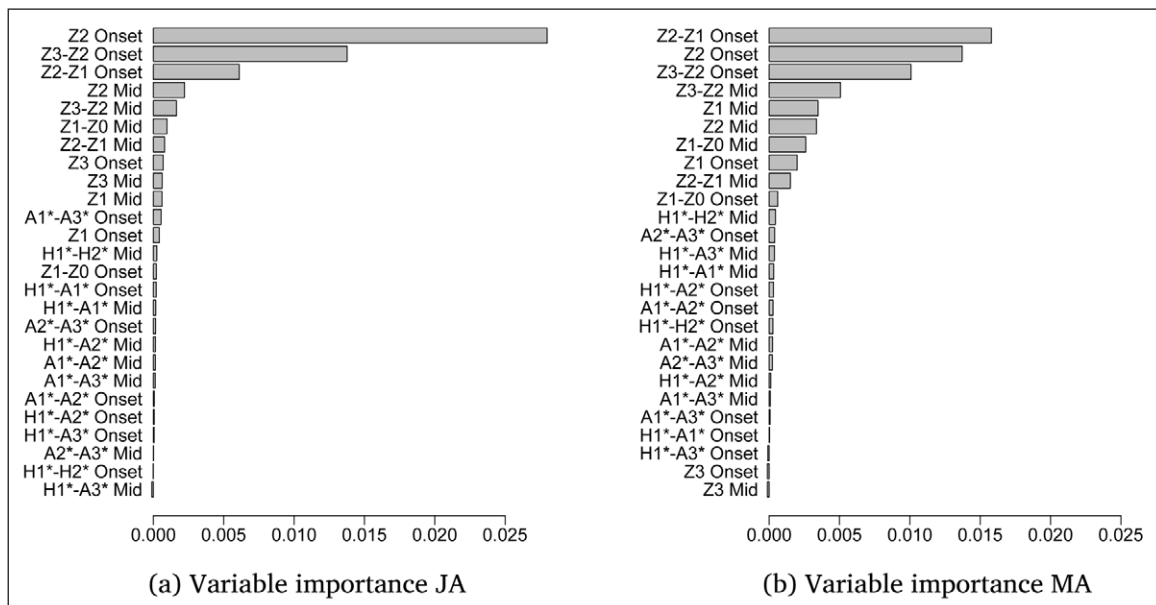 Z2 Onset
Z3-Z2 Onset
Z2-Z1 Onset
Z2 Mid
Z3-Z2 Mid
Z1-Z0 Mid
Z2-Z1 Mid
Z3 Onset
Z3 Mid
Z1 Mid
A1*-A3* Onset
Z1 Onset
H1*-H2* Mid
Z1-Z0 Onset
H1*-A1* Onset
H1*-A1* Mid
A2*-A3* Onset
H1*-A2* Mid
A1*-A2* Mid
A1*-A3* Mid
A1*-A2* Onset
H1*-A2* Onset
H1*-A3* Onset
A2*-A3* Mid
H1*-H2* Onset
H1*-A3* Mid
0.000 0.005 0.010 0.015 0.020 0.025
(a) Variable importance JA
Z2-Z1 Onset
Z2 Onset
Z3-Z2 Onset
Z3-Z2 Mid
Z1 Mid
Z2 Mid
Z1-Z0 Mid
Z1 Onset
Z2-Z1 Mid
Z1-Z0 Onset
H1*-H2* Mid
A2*-A3* Onset
H1*-A3* Mid
H1*-A1* Mid
H1*-A2* Onset
A1*-A2* Onset
H1*-H2* Onset
A1*-A2* Mid
A2*-A3* Mid
H1*-A2* Mid
A1*-A3* Mid
A1*-A3* Onset
H1*-A1* Onset
H1*-A3* Onset
Z3 Onset
Z3 Mid
0.000 0.005 0.010 0.015 0.020 0.025
(b) Variable importance MA